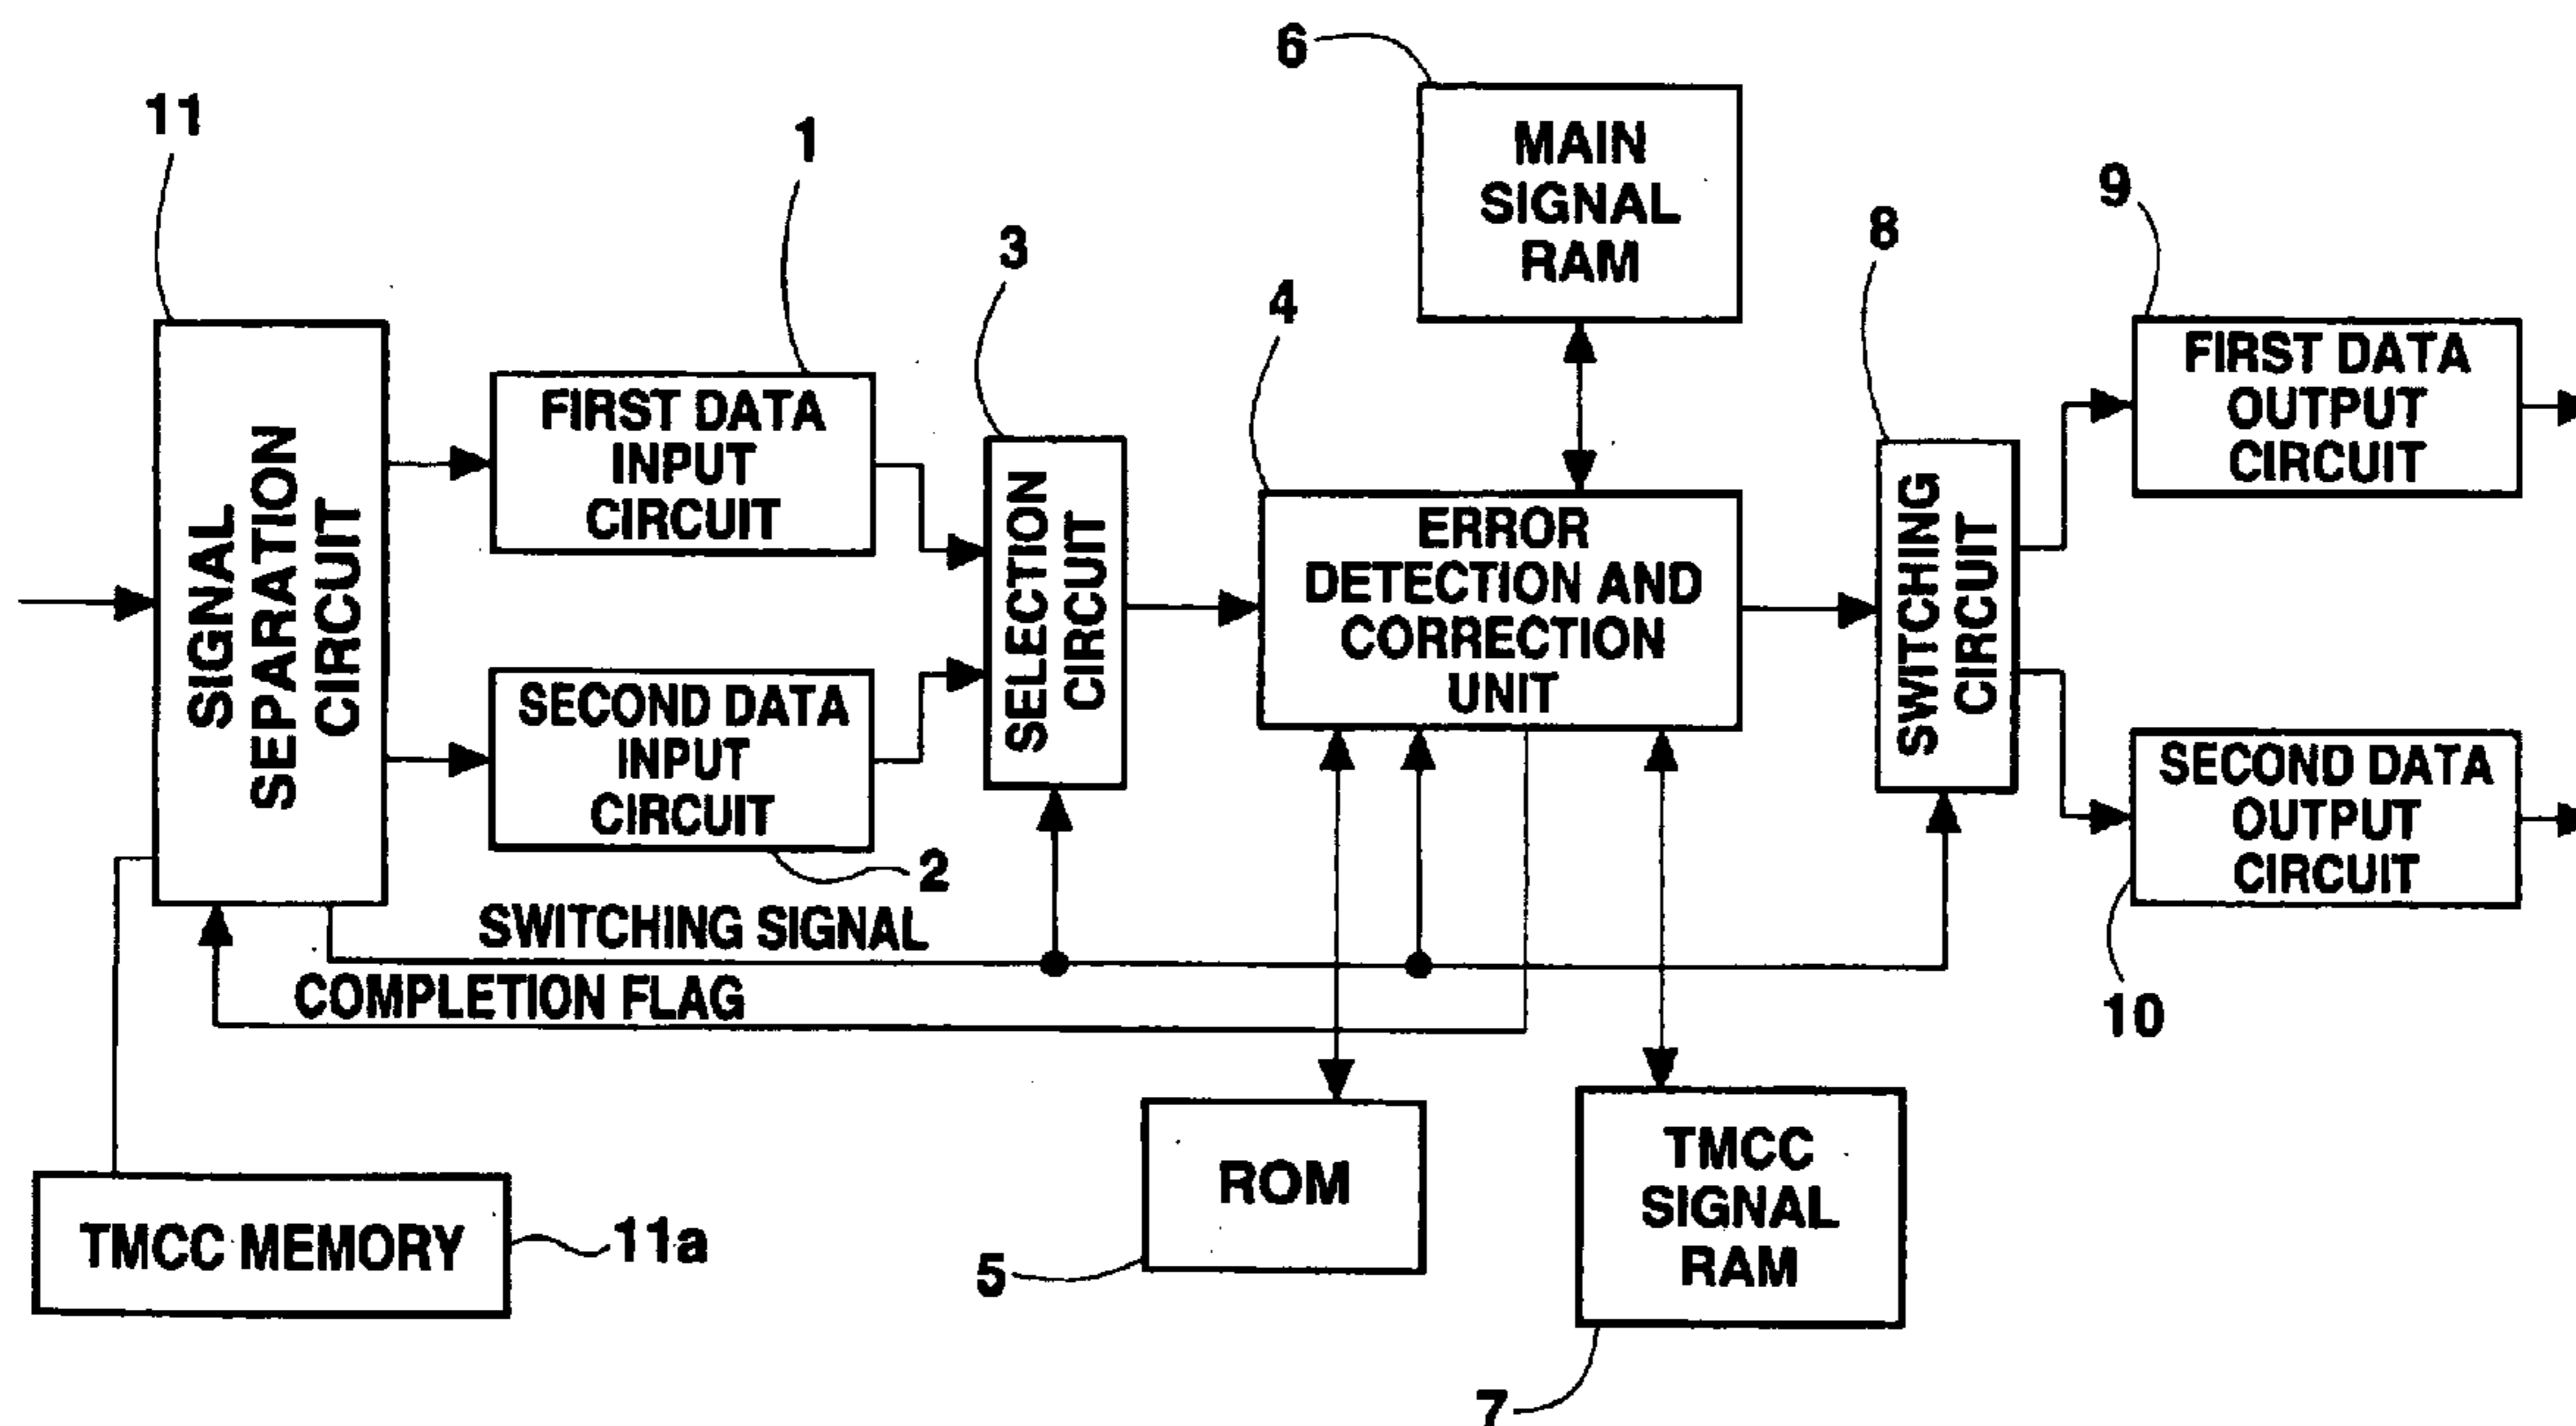 6
11
1
MAIN
SIGNAL
RAM
9
8
3
4
FIRST DATA
OUTPUT
CIRCUIT
FIRST DATA
INPUT
CIRCUIT
SIGNAL
SEPARATION
CIRCUIT
SELECTION
CIRCUIT
ERROR
DETECTION AND
CORRECTION
UNIT
SWITCHING
CIRCUIT
SECOND DATA
INPUT
CIRCUIT
2
SECOND DATA
OUTPUT
CIRCUIT
10
SWITCHING SIGNAL
COMPLETION FLAG
ROM
5
TMCC
SIGNAL
RAM
7
TMCC MEMORY
11a